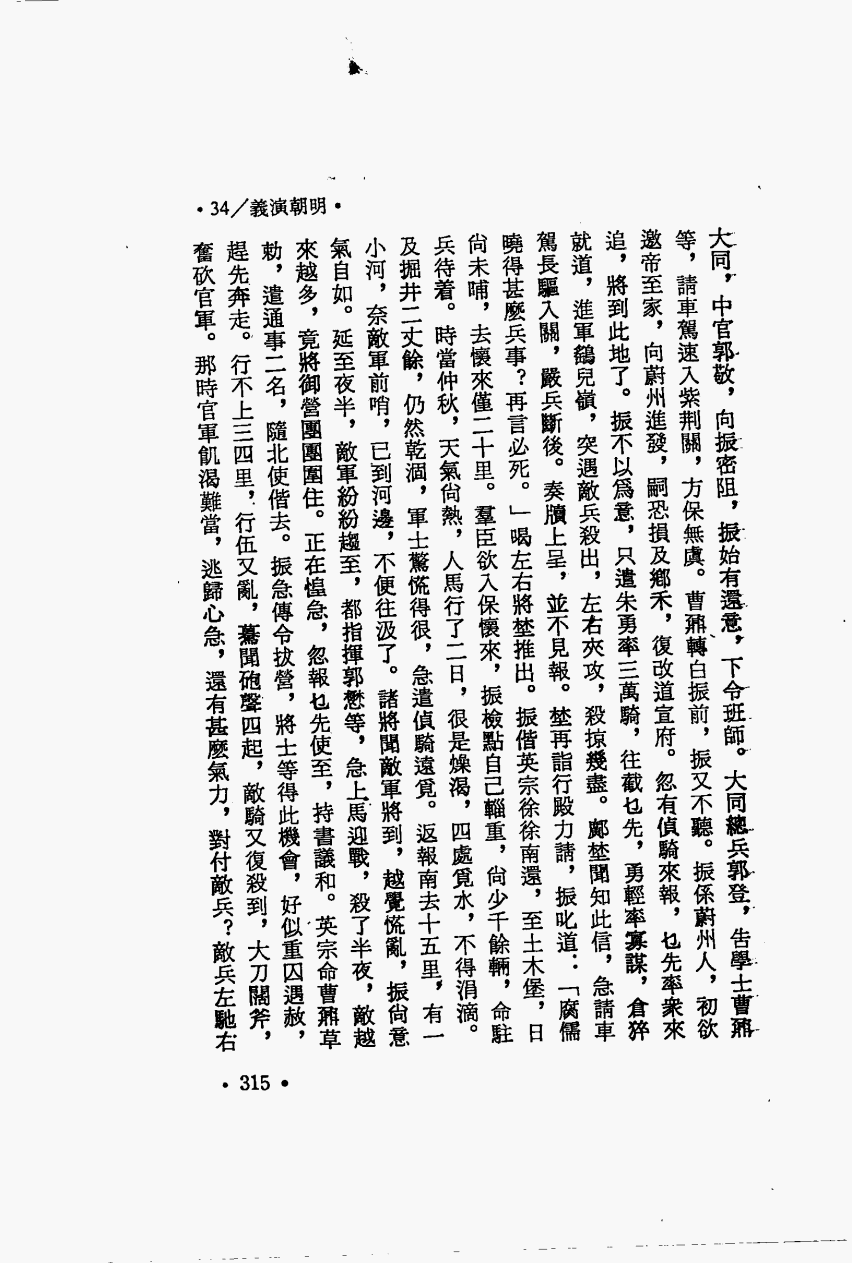 ・34／義演朝明・
大同，中官郭敬，向振密阻，振始有還意，下令班師。大同總兵郭登，告學士曹鼐
等，請車駕速入紫荆關，方保無虞。曹鼐轉白振前，振又不聽。振係蔚州人，初欲
邀帝至家，向蔚州進發，嗣恐損及鄉禾，復改道宣府。忽有偵騎來報，乜先率衆來
追，將到此地了。振不以爲意，只遣朱勇率三萬騎，往截乜先，勇輕率寡謀，倉猝
就道，進軍鷂兒嶺，突遇敵兵殺出，左右夾攻，殺掠幾盡。鄺埜聞知此信，急請車
駕長驅入關，嚴兵斷後。奏牘上呈，並不見報。埜再詣行殿力請，振叱道：「腐儒
曉得甚麽兵事？再言必死。」喝左右將埜推出。振偕英宗徐徐南還，至土木堡，日
尙未晡，去懷來僅二十里。羣臣欲入保懷來，振檢點自己輜重，尙少千餘輛，命駐
兵待着。時當仲秋，天氣尙熱，人馬行了二日，很是燥渴，四處覓水，不得涓滴。
及掘井二丈餘，仍然乾涸，軍士驚慌得很，急遣偵騎遠覓。返報南去十五里，有一
小河，奈敵軍前哨，已到河邊，不便往汲了。諸將聞敵軍將到，越覺慌亂，振尙意
氣自如。延至夜半，敵軍紛紛趨至，都指揮郭懋等，急上馬迎戰，殺了半夜，敵越
來越多，竟將御營團團圍住。正在惶急，忽報乜先使至，持書議和。英宗命曹鼐草
勅，遣通事二名，隨北使偕去。振急傳令拔營，將士等得此機會，好似重囚遇赦，
趕先奔走。行不上三四里，行伍又亂，驀聞砲聲四起，敵騎又復殺到，大刀闊斧，
奮砍官軍。那時官軍飢渴難當，逃歸心急，還有甚麽氣力，對付敵兵？敵兵左馳右
・315・